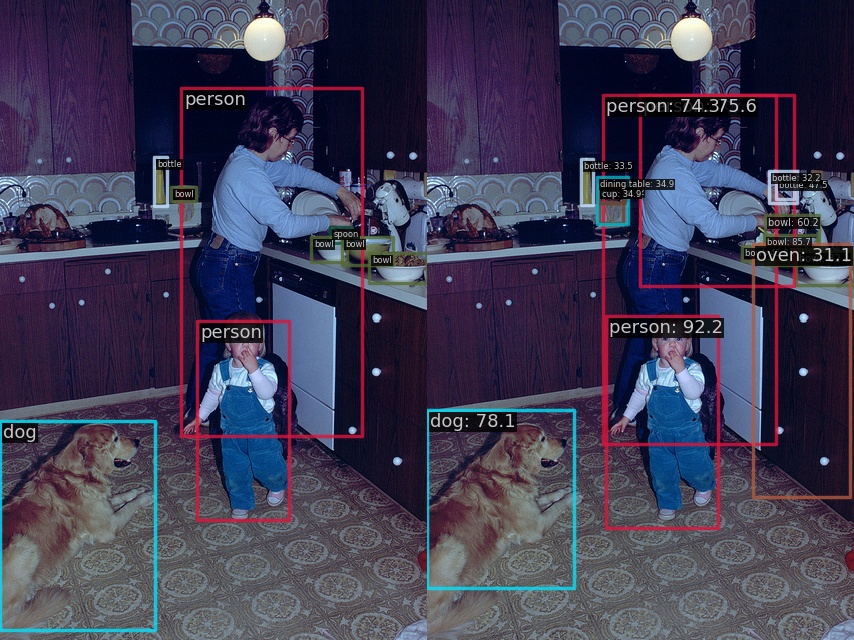 person
bottle
bowl
spoon
bowl
bowl
bowl
person
dog
person: 74.375.6
bottle: 33.5
dining table: 34.9
cup: 34.9
bottle: 32.2
bottle: 47.5
bowl: 60.2
bowl: 85.7
bo
oven: 31.1
person: 92.2
dog: 78.1